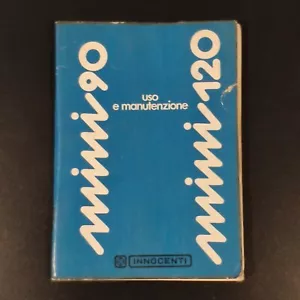 mini 90
uso
e manutenzione
mini 120
INNOCENTI